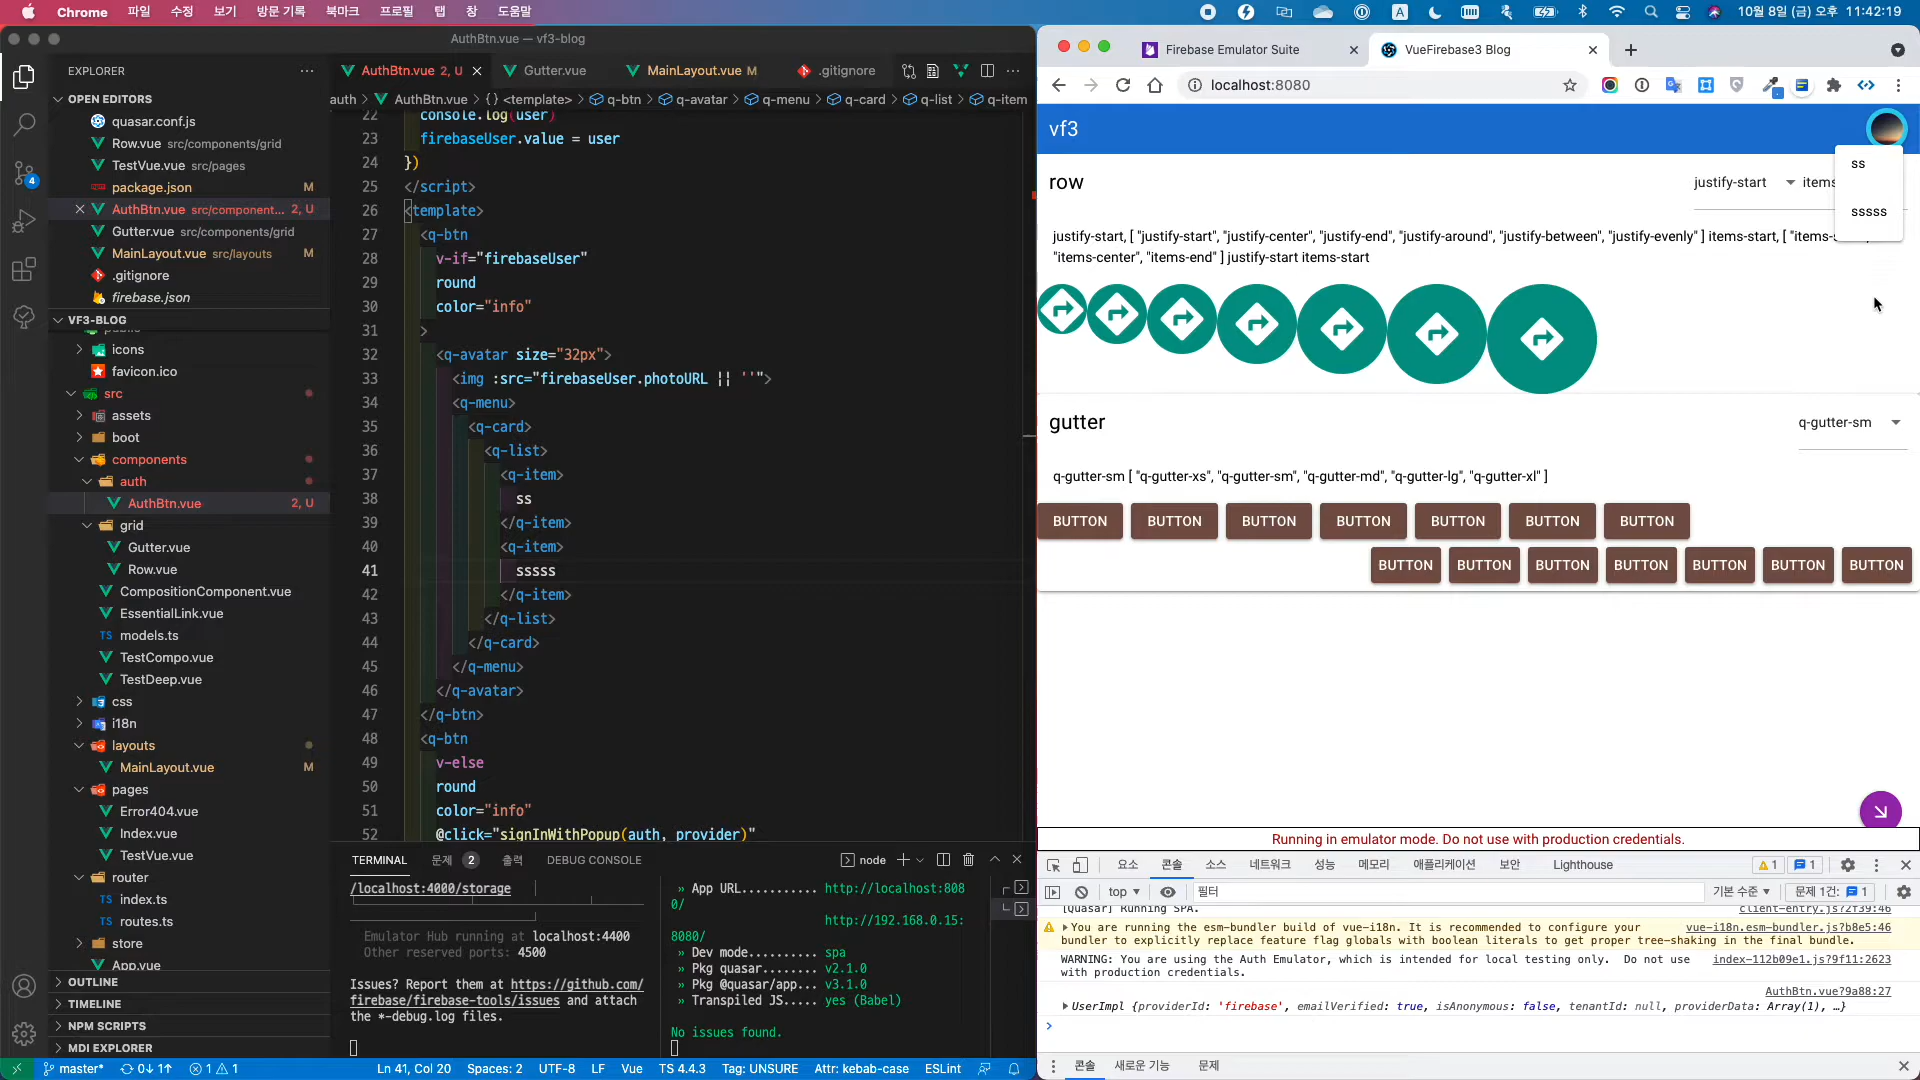 Chrome 파일 수정 보기 방문 기록 북마크 프로필 탭 창 도움말
A 10월 8일 (금) 오후 11:42:19
AuthBtn.vue — vf3-blog
EXPLORER
OPEN EDITORS
quasar.conf.js
Row.vue src/components/grid
TestVue.vue src/pages
package.json M
AuthBtn.vue src/component... 2, U
Gutter.vue src/components/grid
MainLayout.vue src/layouts M
.gitignore
firebase.json
VF3-BLOG
public
icons
favicon.ico
src
assets
boot
components
auth
AuthBtn.vue 2, U
grid
Gutter.vue
Row.vue
CompositionComponent.vue
EssentialLink.vue
TS models.ts
TestCompo.vue
TestDeep.vue
css
i18n
layouts
MainLayout.vue M
pages
Error404.vue
Index.vue
TestVue.vue
router
TS index.ts
TS routes.ts
store
App.vue
OUTLINE
TIMELINE
NPM SCRIPTS
MDI EXPLORER
4
AuthBtn.vue 2, U Gutter.vue MainLayout.vue M .gitignore
auth > AuthBtn.vue > {} <template> > q-btn > q-avatar > q-menu > q-card > q-list > q-item
22 console.log(user)
23 firebaseUser.value = user
24 })
25 </script>
26 <template>
27 <q-btn
28 v-if="firebaseUser"
29 round
30 color="info"
31 >
32 <q-avatar size="32px">
33 <img :src="firebaseUser.photoURL || ''">
34 <q-menu>
35 <q-card>
36 <q-list>
37 <q-item>
38 ss
39 </q-item>
40 <q-item>
41 sssss
42 </q-item>
43 </q-list>
44 </q-card>
45 </q-menu>
46 </q-avatar>
47 </q-btn>
48 <q-btn
49 v-else
50 round
51 color="info"
52 @click="signInWithPopup(auth, provider)"
TERMINAL 문제 2 출력 DEBUG CONSOLE node
/localhost:4000/storage
Emulator Hub running at localhost:4400
Other reserved ports: 4500
Issues? Report them at https://github.com/
firebase/firebase-tools/issues and attach
the *-debug.log files.
» App URL........... http://localhost:808
0/
http://192.168.0.15:
8080/
» Dev mode.......... spa
» Pkg quasar........ v2.1.0
» Pkg @quasar/app... v3.1.0
» Transpiled JS..... yes (Babel)
No issues found.
master* 0↓ 1↑ 1 1 Ln 41, Col 20 Spaces: 2 UTF-8 LF Vue TS 4.4.3 Tag: UNSURE Attr: kebab-case ESLint
Firebase Emulator Suite VueFirebase3 Blog
localhost:8080
vf3
ss
sssss
row justify-start items
justify-start, [ "justify-start", "justify-center", "justify-end", "justify-around", "justify-between", "justify-evenly" ] items-start, [ "items-s
"items-center", "items-end" ] justify-start items-start
gutter q-gutter-sm
q-gutter-sm [ "q-gutter-xs", "q-gutter-sm", "q-gutter-md", "q-gutter-lg", "q-gutter-xl" ]
BUTTON BUTTON BUTTON BUTTON BUTTON BUTTON BUTTON
BUTTON BUTTON BUTTON BUTTON BUTTON BUTTON BUTTON
Running in emulator mode. Do not use with production credentials.
요소 콘솔 소스 네트워크 성능 메모리 애플리케이션 보안 Lighthouse 1 1
top 필터 기본 수준 문제 1건: 1
[Quasar] Running SPA. client-entry.js?2f39:46
You are running the esm-bundler build of vue-i18n. It is recommended to configure your vue-i18n.esm-bundler.js?b8e5:46
bundler to explicitly replace feature flag globals with boolean literals to get proper tree-shaking in the final bundle.
WARNING: You are using the Auth Emulator, which is intended for local testing only. Do not use index-112b09e1.js?9f11:2623
with production credentials.
AuthBtn.vue?9a88:27
UserImpl {providerId: 'firebase', emailVerified: true, isAnonymous: false, tenantId: null, providerData: Array(1), …}
콘솔 새로운 기능 문제